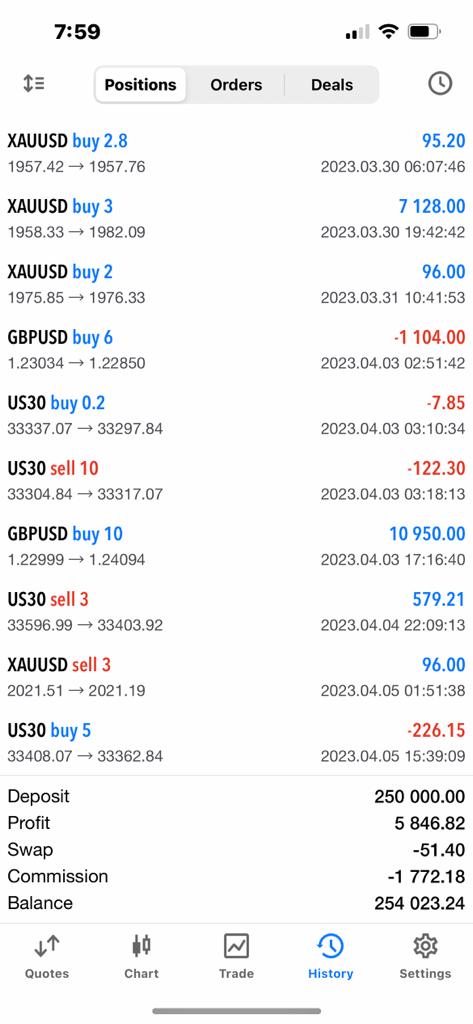 7:59
Positions Orders Deals
XAUUSD buy 2.8 95.20
1957.42 → 1957.76 2023.03.30 06:07:46
XAUUSD buy 3 7 128.00
1958.33 → 1982.09 2023.03.30 19:42:42
XAUUSD buy 2 96.00
1975.85 → 1976.33 2023.03.31 10:41:53
GBPUSD buy 6 -1 104.00
1.23034 → 1.22850 2023.04.03 02:51:42
US30 buy 0.2 -7.85
33337.07 → 33297.84 2023.04.03 03:10:34
US30 sell 10 -122.30
33304.84 → 33317.07 2023.04.03 03:18:13
GBPUSD buy 10 10 950.00
1.22999 → 1.24094 2023.04.03 17:16:40
US30 sell 3 579.21
33596.99 → 33403.92 2023.04.04 22:09:13
XAUUSD sell 3 96.00
2021.51 → 2021.19 2023.04.05 01:51:38
US30 buy 5 -226.15
33408.07 → 33362.84 2023.04.05 15:39:09
Deposit 250 000.00
Profit 5 846.82
Swap -51.40
Commission -1 772.18
Balance 254 023.24
Quotes Chart Trade History Settings